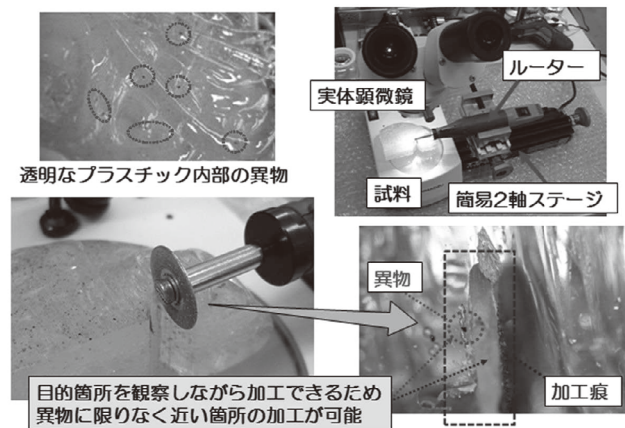 透明なプラスチック内部の異物
ルーター
実体顕微鏡
試料
簡易2軸ステージ
異物
加工痕
目的箇所を観察しながら加工できるため
異物に限りなく近い箇所の加工が可能